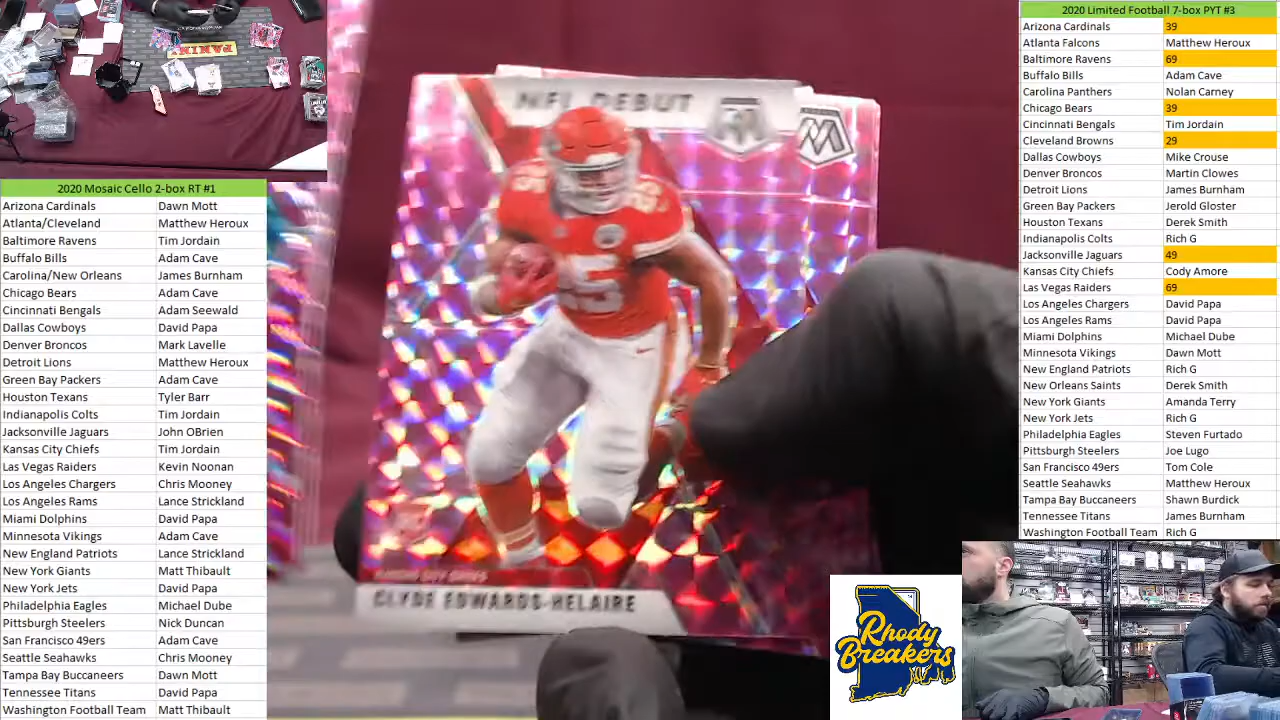 PANINI
2020 Mosaic Cello 2-box RT #1
Arizona Cardinals Dawn Mott
Atlanta/Cleveland Matthew Heroux
Baltimore Ravens Tim Jordain
Buffalo Bills Adam Cave
Carolina/New Orleans James Burnham
Chicago Bears Adam Cave
Cincinnati Bengals Adam Seewald
Dallas Cowboys David Papa
Denver Broncos Mark Lavelle
Detroit Lions Matthew Heroux
Green Bay Packers Adam Cave
Houston Texans Tyler Barr
Indianapolis Colts Tim Jordain
Jacksonville Jaguars John OBrien
Kansas City Chiefs Tim Jordain
Las Vegas Raiders Kevin Noonan
Los Angeles Chargers Chris Mooney
Los Angeles Rams Lance Strickland
Miami Dolphins David Papa
Minnesota Vikings Adam Cave
New England Patriots Lance Strickland
New York Giants Matt Thibault
New York Jets David Papa
Philadelphia Eagles Michael Dube
Pittsburgh Steelers Nick Duncan
San Francisco 49ers Adam Cave
Seattle Seahawks Chris Mooney
Tampa Bay Buccaneers Dawn Mott
Tennessee Titans David Papa
Washington Football Team Matt Thibault
NFL DEBUT
M
25
CLYDE EDWARDS-HELAIRE
Rhody
Breakers
2020 Limited Football 7-box PYT #3
Arizona Cardinals 39
Atlanta Falcons Matthew Heroux
Baltimore Ravens 69
Buffalo Bills Adam Cave
Carolina Panthers Nolan Carney
Chicago Bears 39
Cincinnati Bengals Tim Jordain
Cleveland Browns 29
Dallas Cowboys Mike Crouse
Denver Broncos Martin Clowes
Detroit Lions James Burnham
Green Bay Packers Jerold Gloster
Houston Texans Derek Smith
Indianapolis Colts Rich G
Jacksonville Jaguars 49
Kansas City Chiefs Cody Amore
Las Vegas Raiders 69
Los Angeles Chargers David Papa
Los Angeles Rams David Papa
Miami Dolphins Michael Dube
Minnesota Vikings Dawn Mott
New England Patriots Rich G
New Orleans Saints Derek Smith
New York Giants Amanda Terry
New York Jets Rich G
Philadelphia Eagles Steven Furtado
Pittsburgh Steelers Joe Lugo
San Francisco 49ers Tom Cole
Seattle Seahawks Matthew Heroux
Tampa Bay Buccaneers Shawn Burdick
Tennessee Titans James Burnham
Washington Football Team Rich G